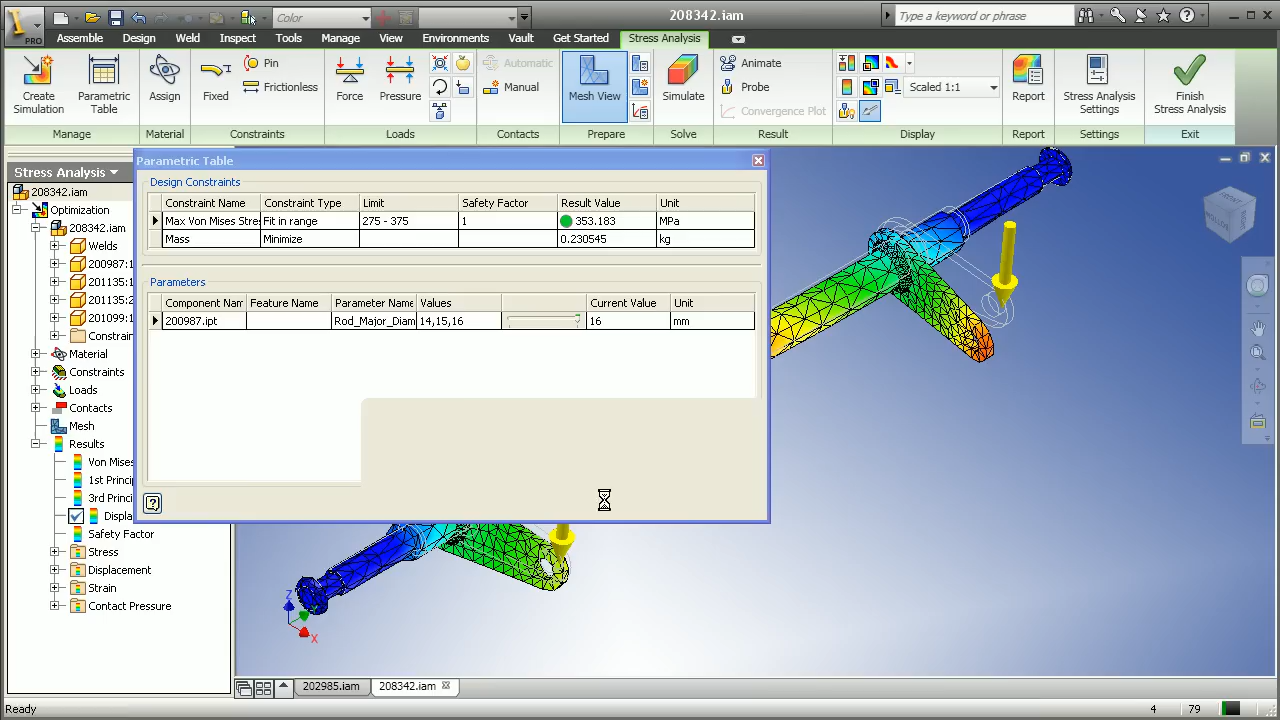 PRO
Color
208342.iam
Type a keyword or phrase
Assemble Design Weld Inspect Tools Manage View Environments Vault Get Started Stress Analysis
Create Simulation
Parametric Table
Assign
Fixed
Pin
Frictionless
Force
Pressure
Automatic
Manual
Mesh View
Simulate
Animate
Probe
Convergence Plot
Scaled 1:1
Report
Stress Analysis Settings
Finish Stress Analysis
Manage Material Constraints Loads Contacts Prepare Solve Result Display Report Settings Exit
Stress Analysis
208342.iam
Optimization
208342.iam
Welds
200987:1
201135:1
201135:2
201099:1
Constrain
Material
Constraints
Loads
Contacts
Mesh
Results
Von Mises
1st Princi
3rd Princi
Displa
Safety Factor
Stress
Displacement
Strain
Contact Pressure
Parametric Table
Design Constraints
Constraint Name Constraint Type Limit Safety Factor Result Value Unit
Max Von Mises Stre Fit in range 275 - 375 1 353.183 MPa
Mass Minimize 0.230545 kg
Parameters
Component Nam Feature Name Parameter Name Values Current Value Unit
200987.ipt Rod_Major_Diam 14,15,16 16 mm
Z
X
202985.iam 208342.iam
Ready 4 79